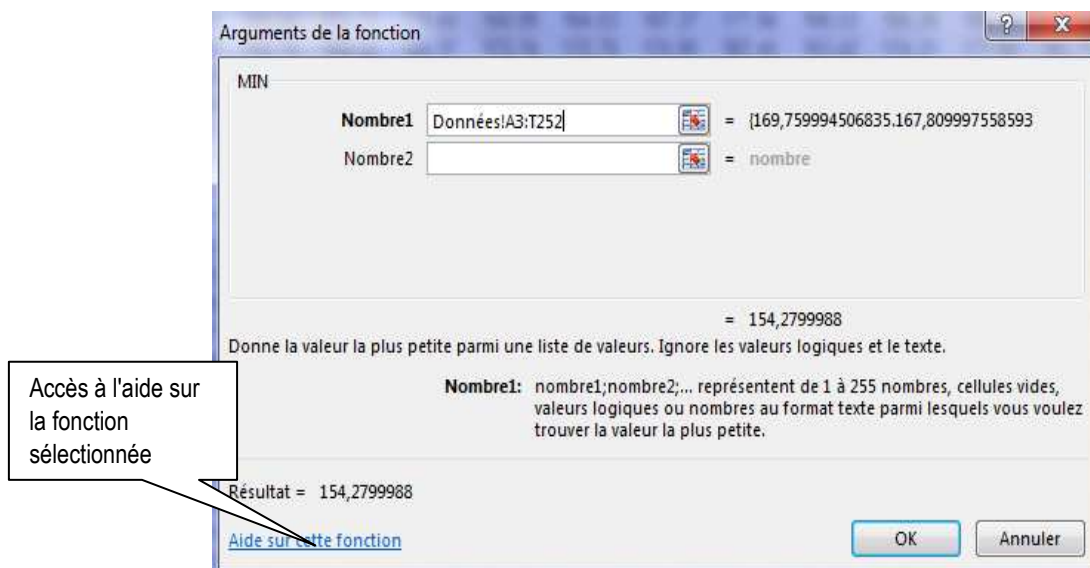 Arguments de la fonction
?
X
MIN
Nombre1 Données!A3:T252 = {169,759994506835.167,809997558593
Nombre2 = nombre
= 154,2799988
Donne la valeur la plus petite parmi une liste de valeurs. Ignore les valeurs logiques et le texte.
Nombre1: nombre1;nombre2;... représentent de 1 à 255 nombres, cellules vides,
valeurs logiques ou nombres au format texte parmi lesquels vous voulez
trouver la valeur la plus petite.
Accès à l'aide sur
la fonction
sélectionnée
Résultat = 154,2799988
Aide sur cette fonction
OK
Annuler